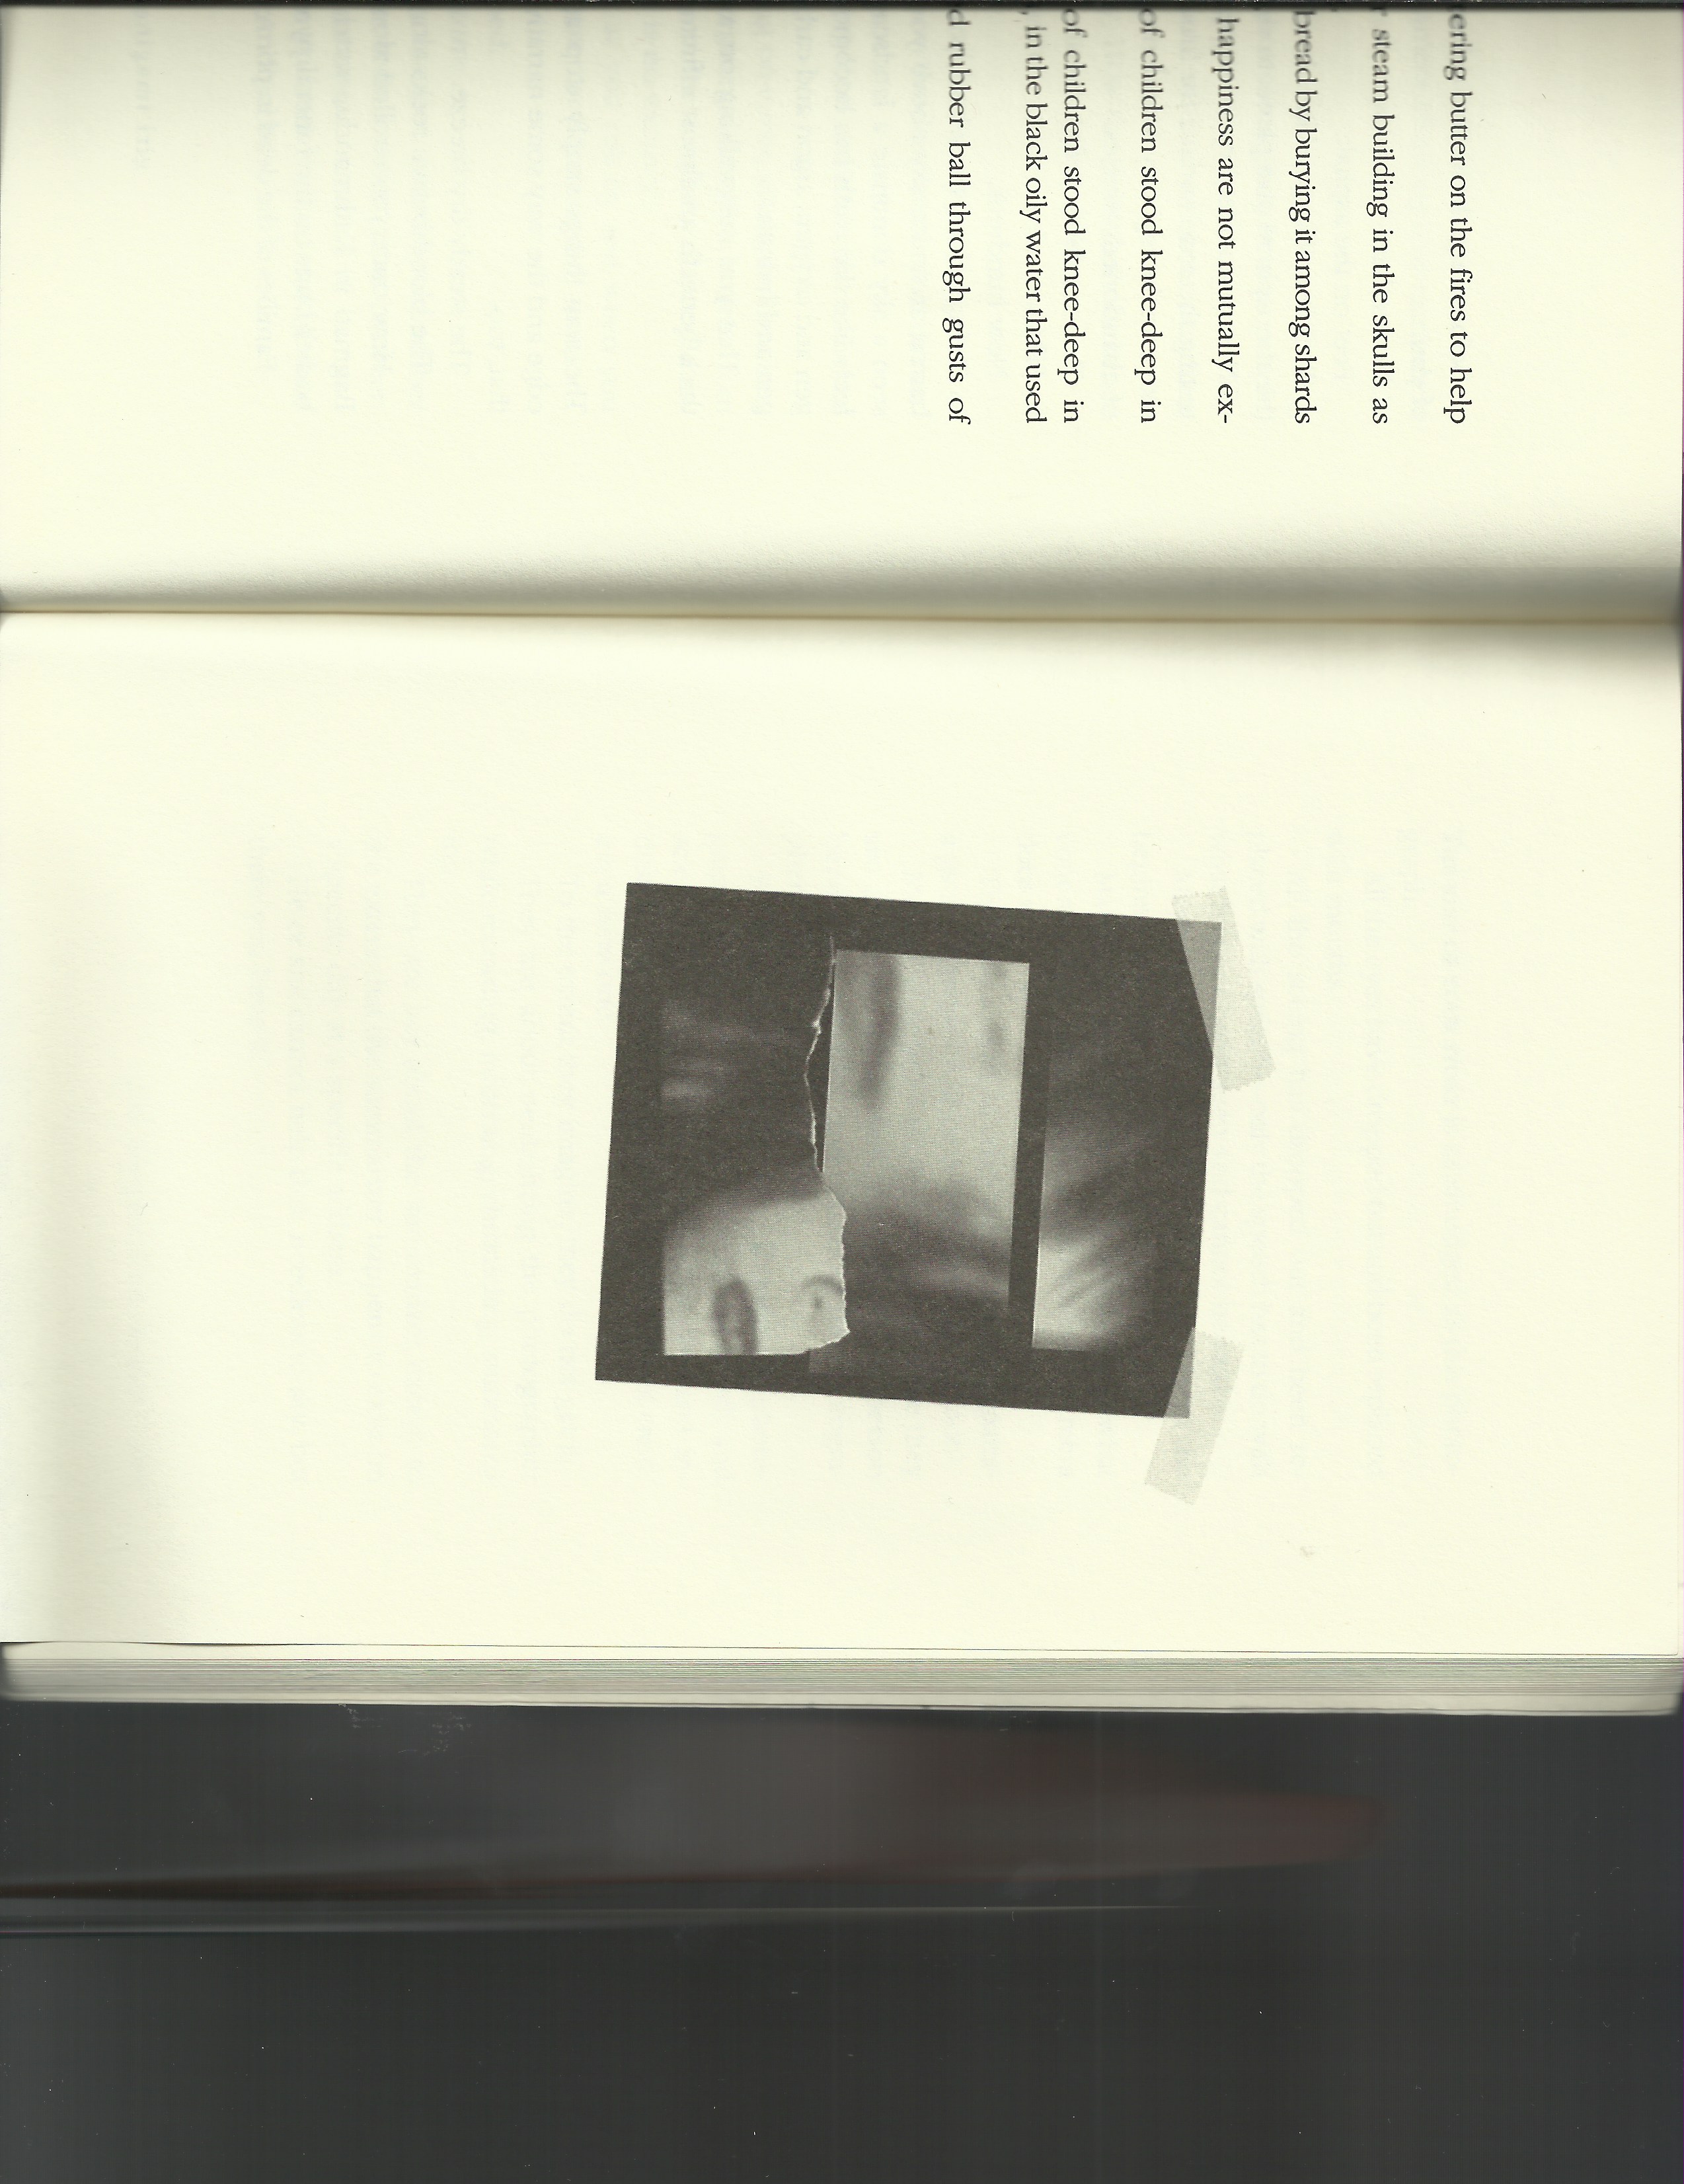 ering butter on the fires to help
steam building in the skulls as
bread by burying it among shards
happiness are not mutually ex-
of children stood knee-deep in
of children stood knee-deep in
, in the black oily water that used
d rubber ball through gusts of